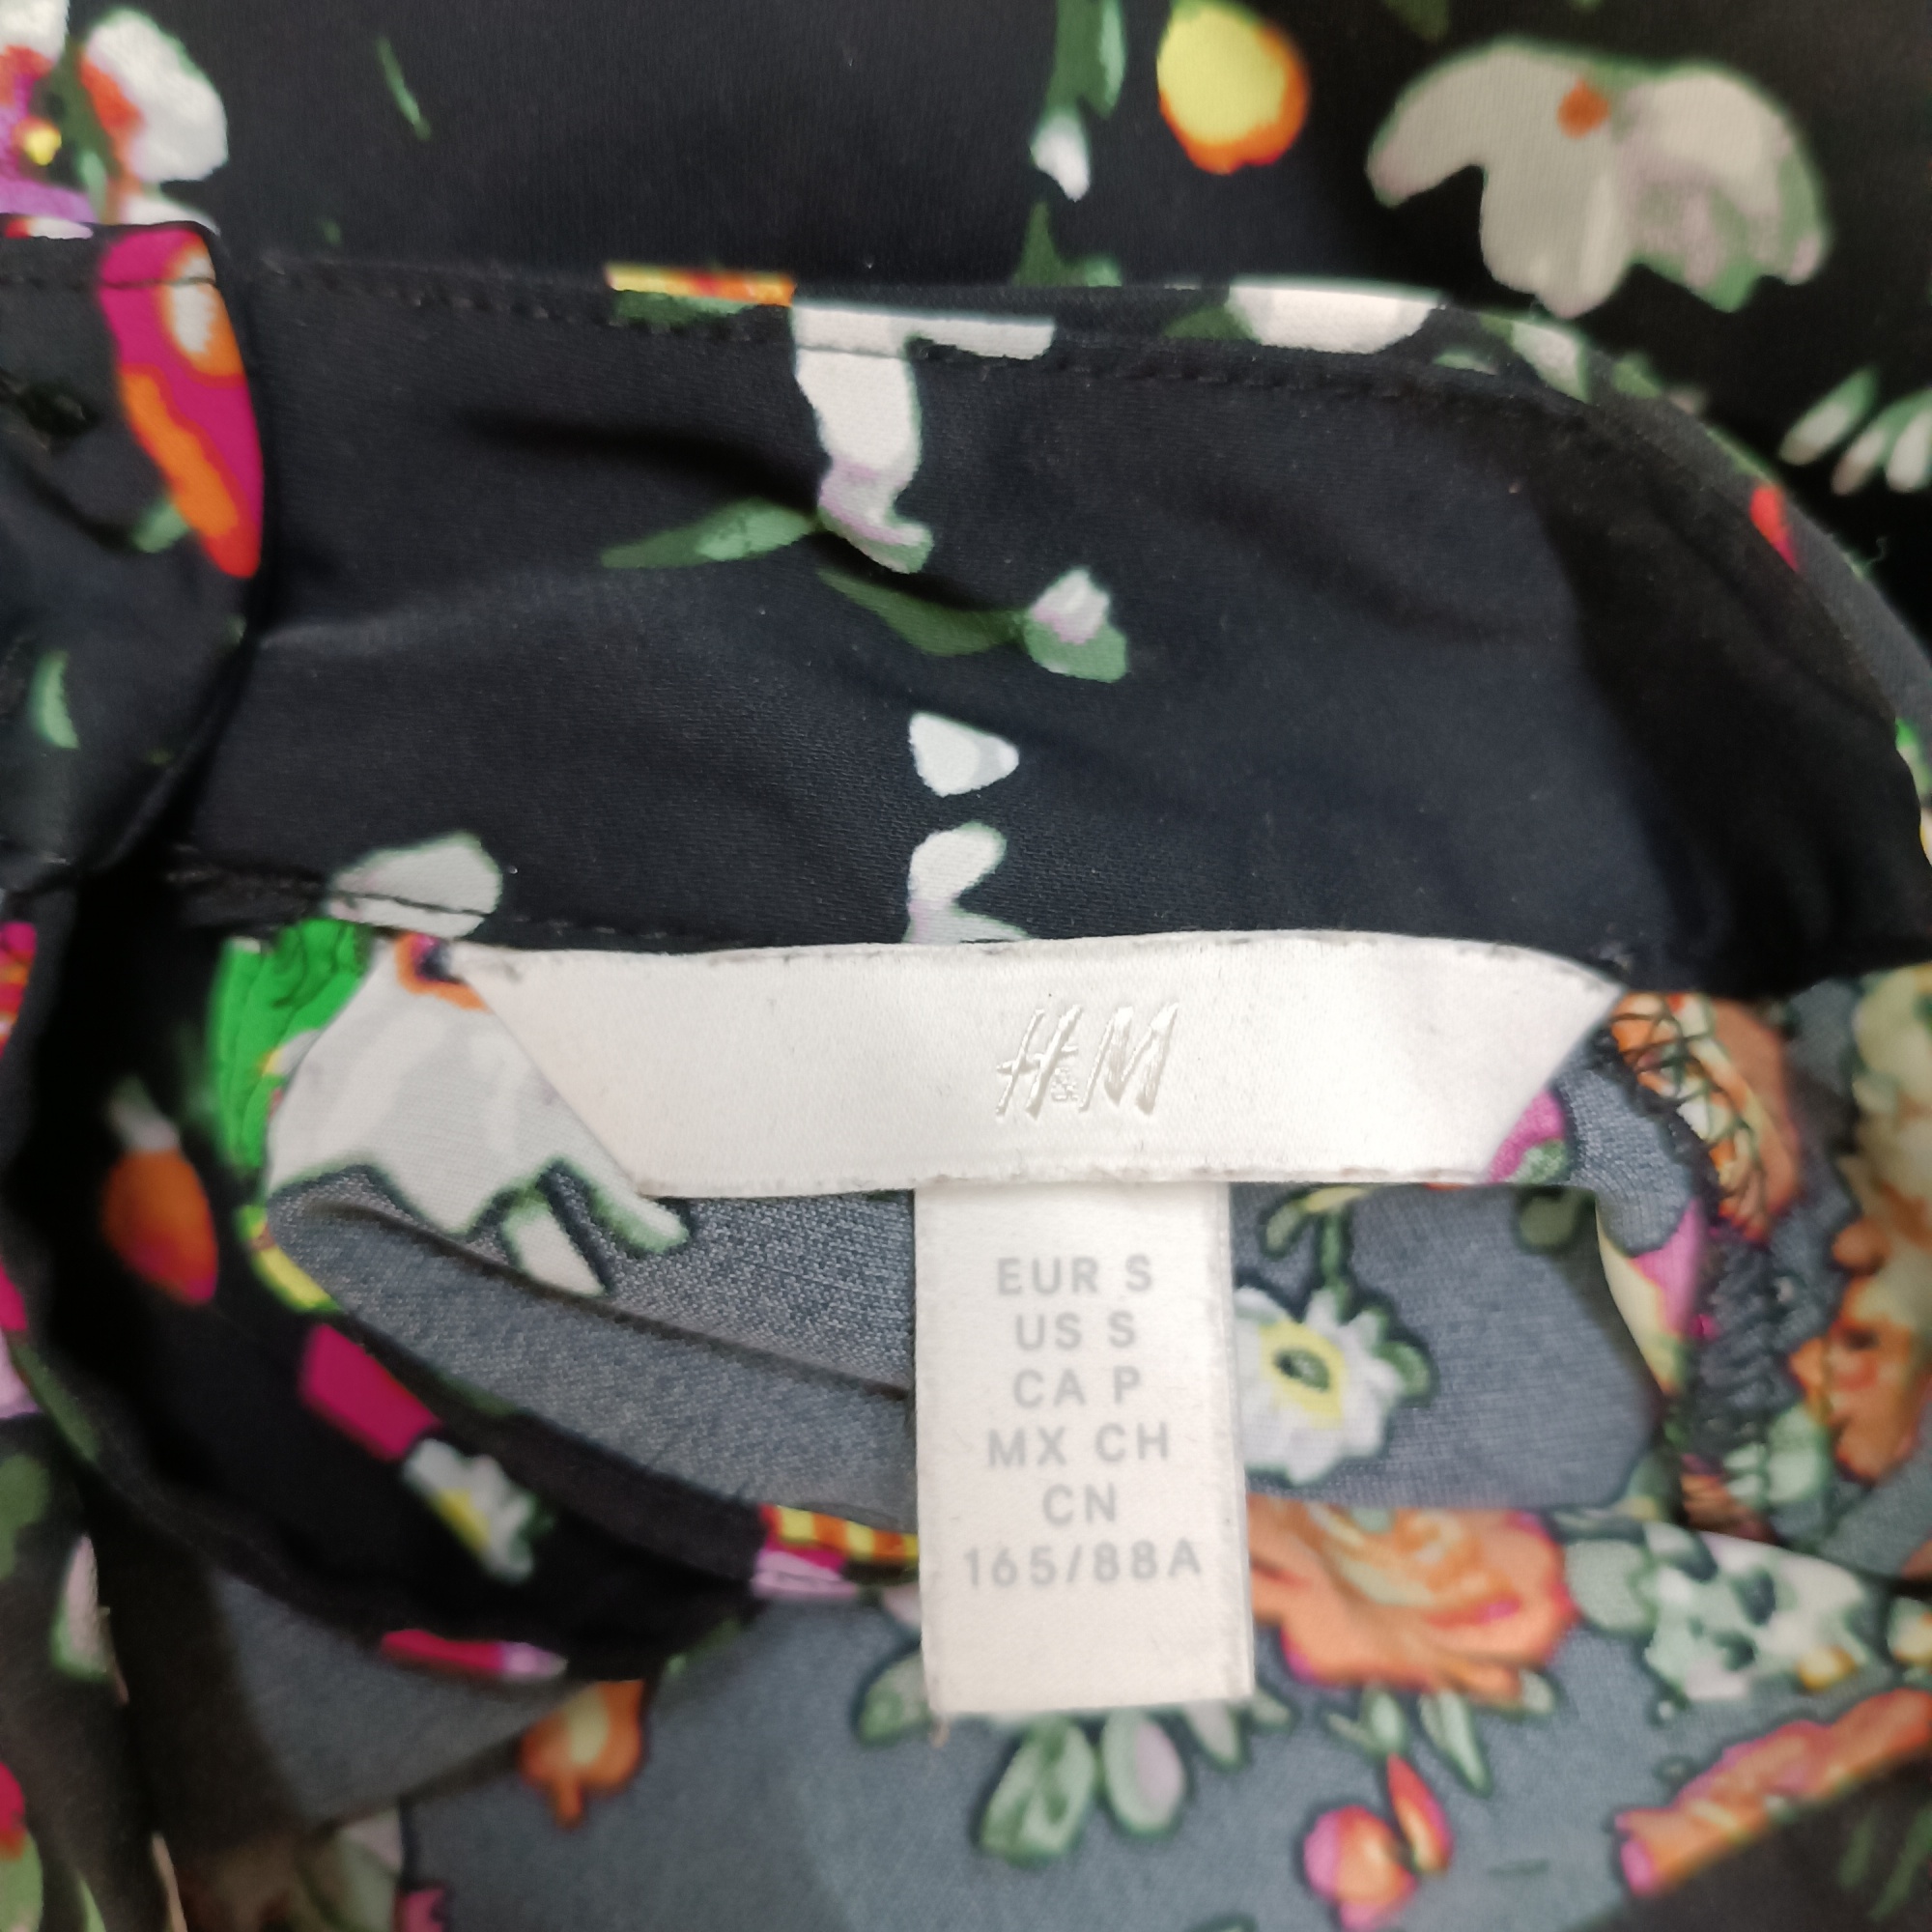 H&M
EUR S
US S
CA P
MX CH
CN
165/88A